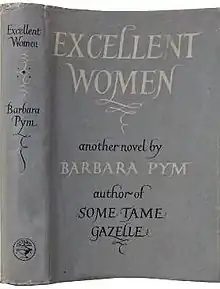 Excellent
Women
Barbara
Pym
EXCELLENT
WOMEN
another novel by
BARBARA PYM
author of
SOME TAME
GAZELLE